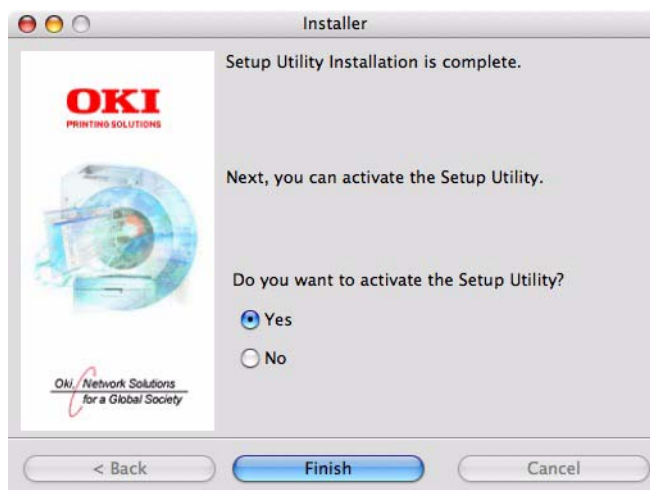 Installer
Setup Utility Installation is complete.
OKI
PRINTING SOLUTIONS
Next, you can activate the Setup Utility.
Do you want to activate the Setup Utility?
Yes
No
Oki, Network Solutions
for a Global Society
< Back
Finish
Cancel